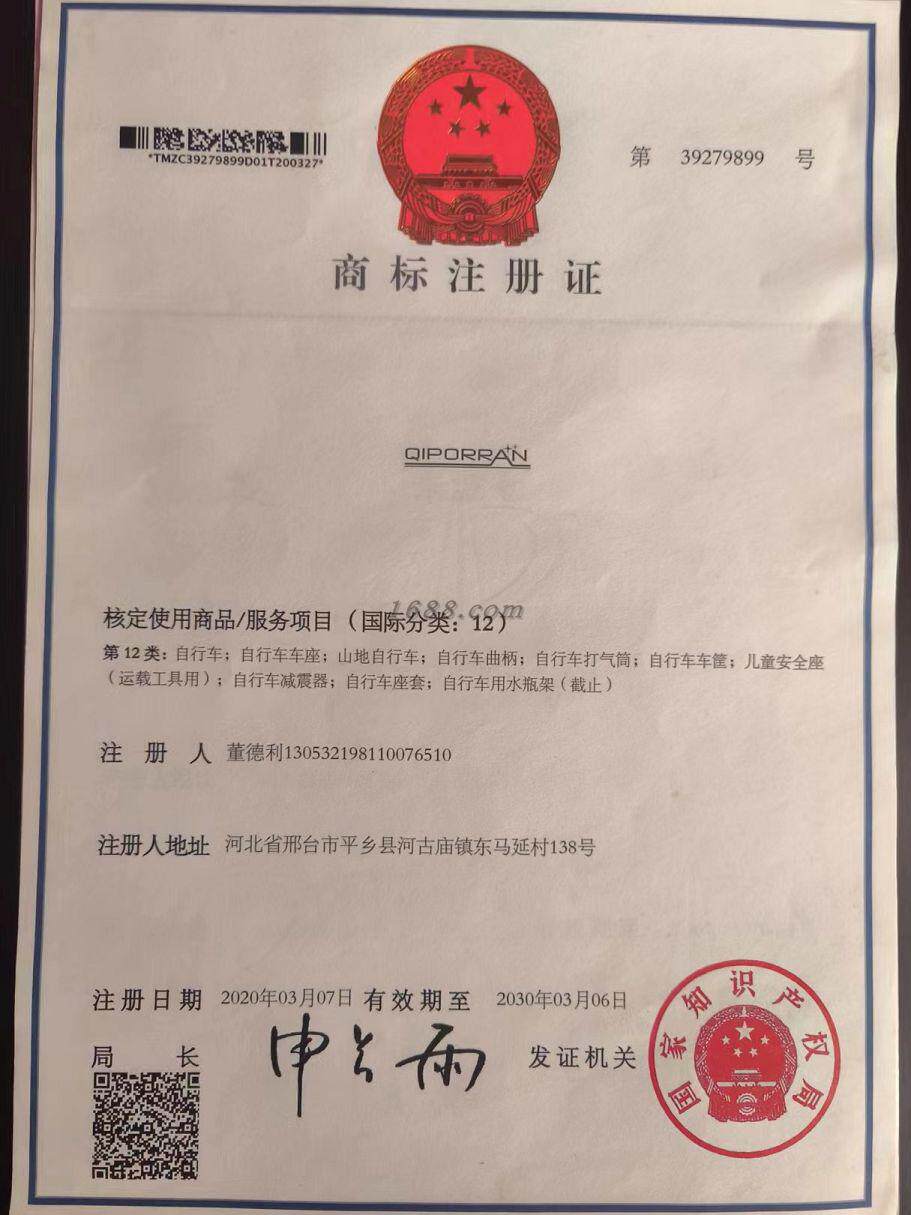 *TMZC39279899D01T200327*
第 39279899 号
商标注册证
QIPORRAN
1688.com
核定使用商品/服务项目（国际分类：12）
第 12 类：自行车；自行车车座；山地自行车；自行车曲柄；自行车打气筒；自行车车筐；儿童安全座
（运载工具用）；自行车减震器；自行车座套；自行车用水瓶架（截止）
注 册 人 董德利130532198110076510
注册人地址 河北省邢台市平乡县河古庙镇东马延村138号
注册日期 2020年03月07日 有效期至 2030年03月06日
局 长 申长雨 发证机关
国家知识产权局